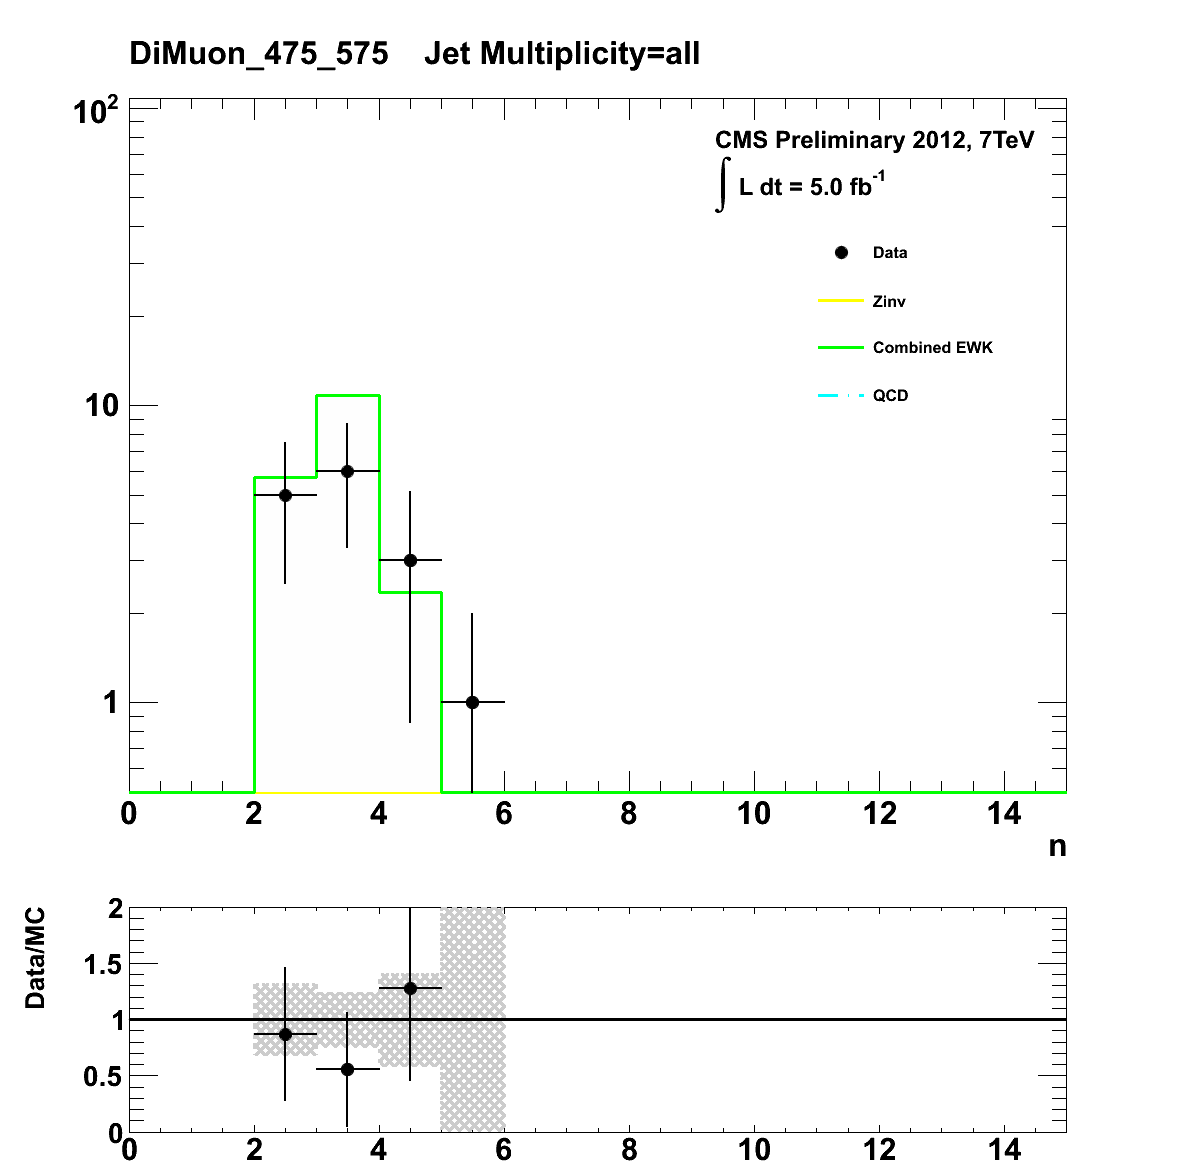 DiMuon_475_575 Jet Multiplicity=all
10²
CMS Preliminary 2012, 7TeV
∫ L dt = 5.0 fb⁻¹
Data
Zinv
Combined EWK
QCD
10
1
0 2 4 6 8 10 12 14
n
Data/MC
2
1.5
1
0.5
0
0 2 4 6 8 10 12 14